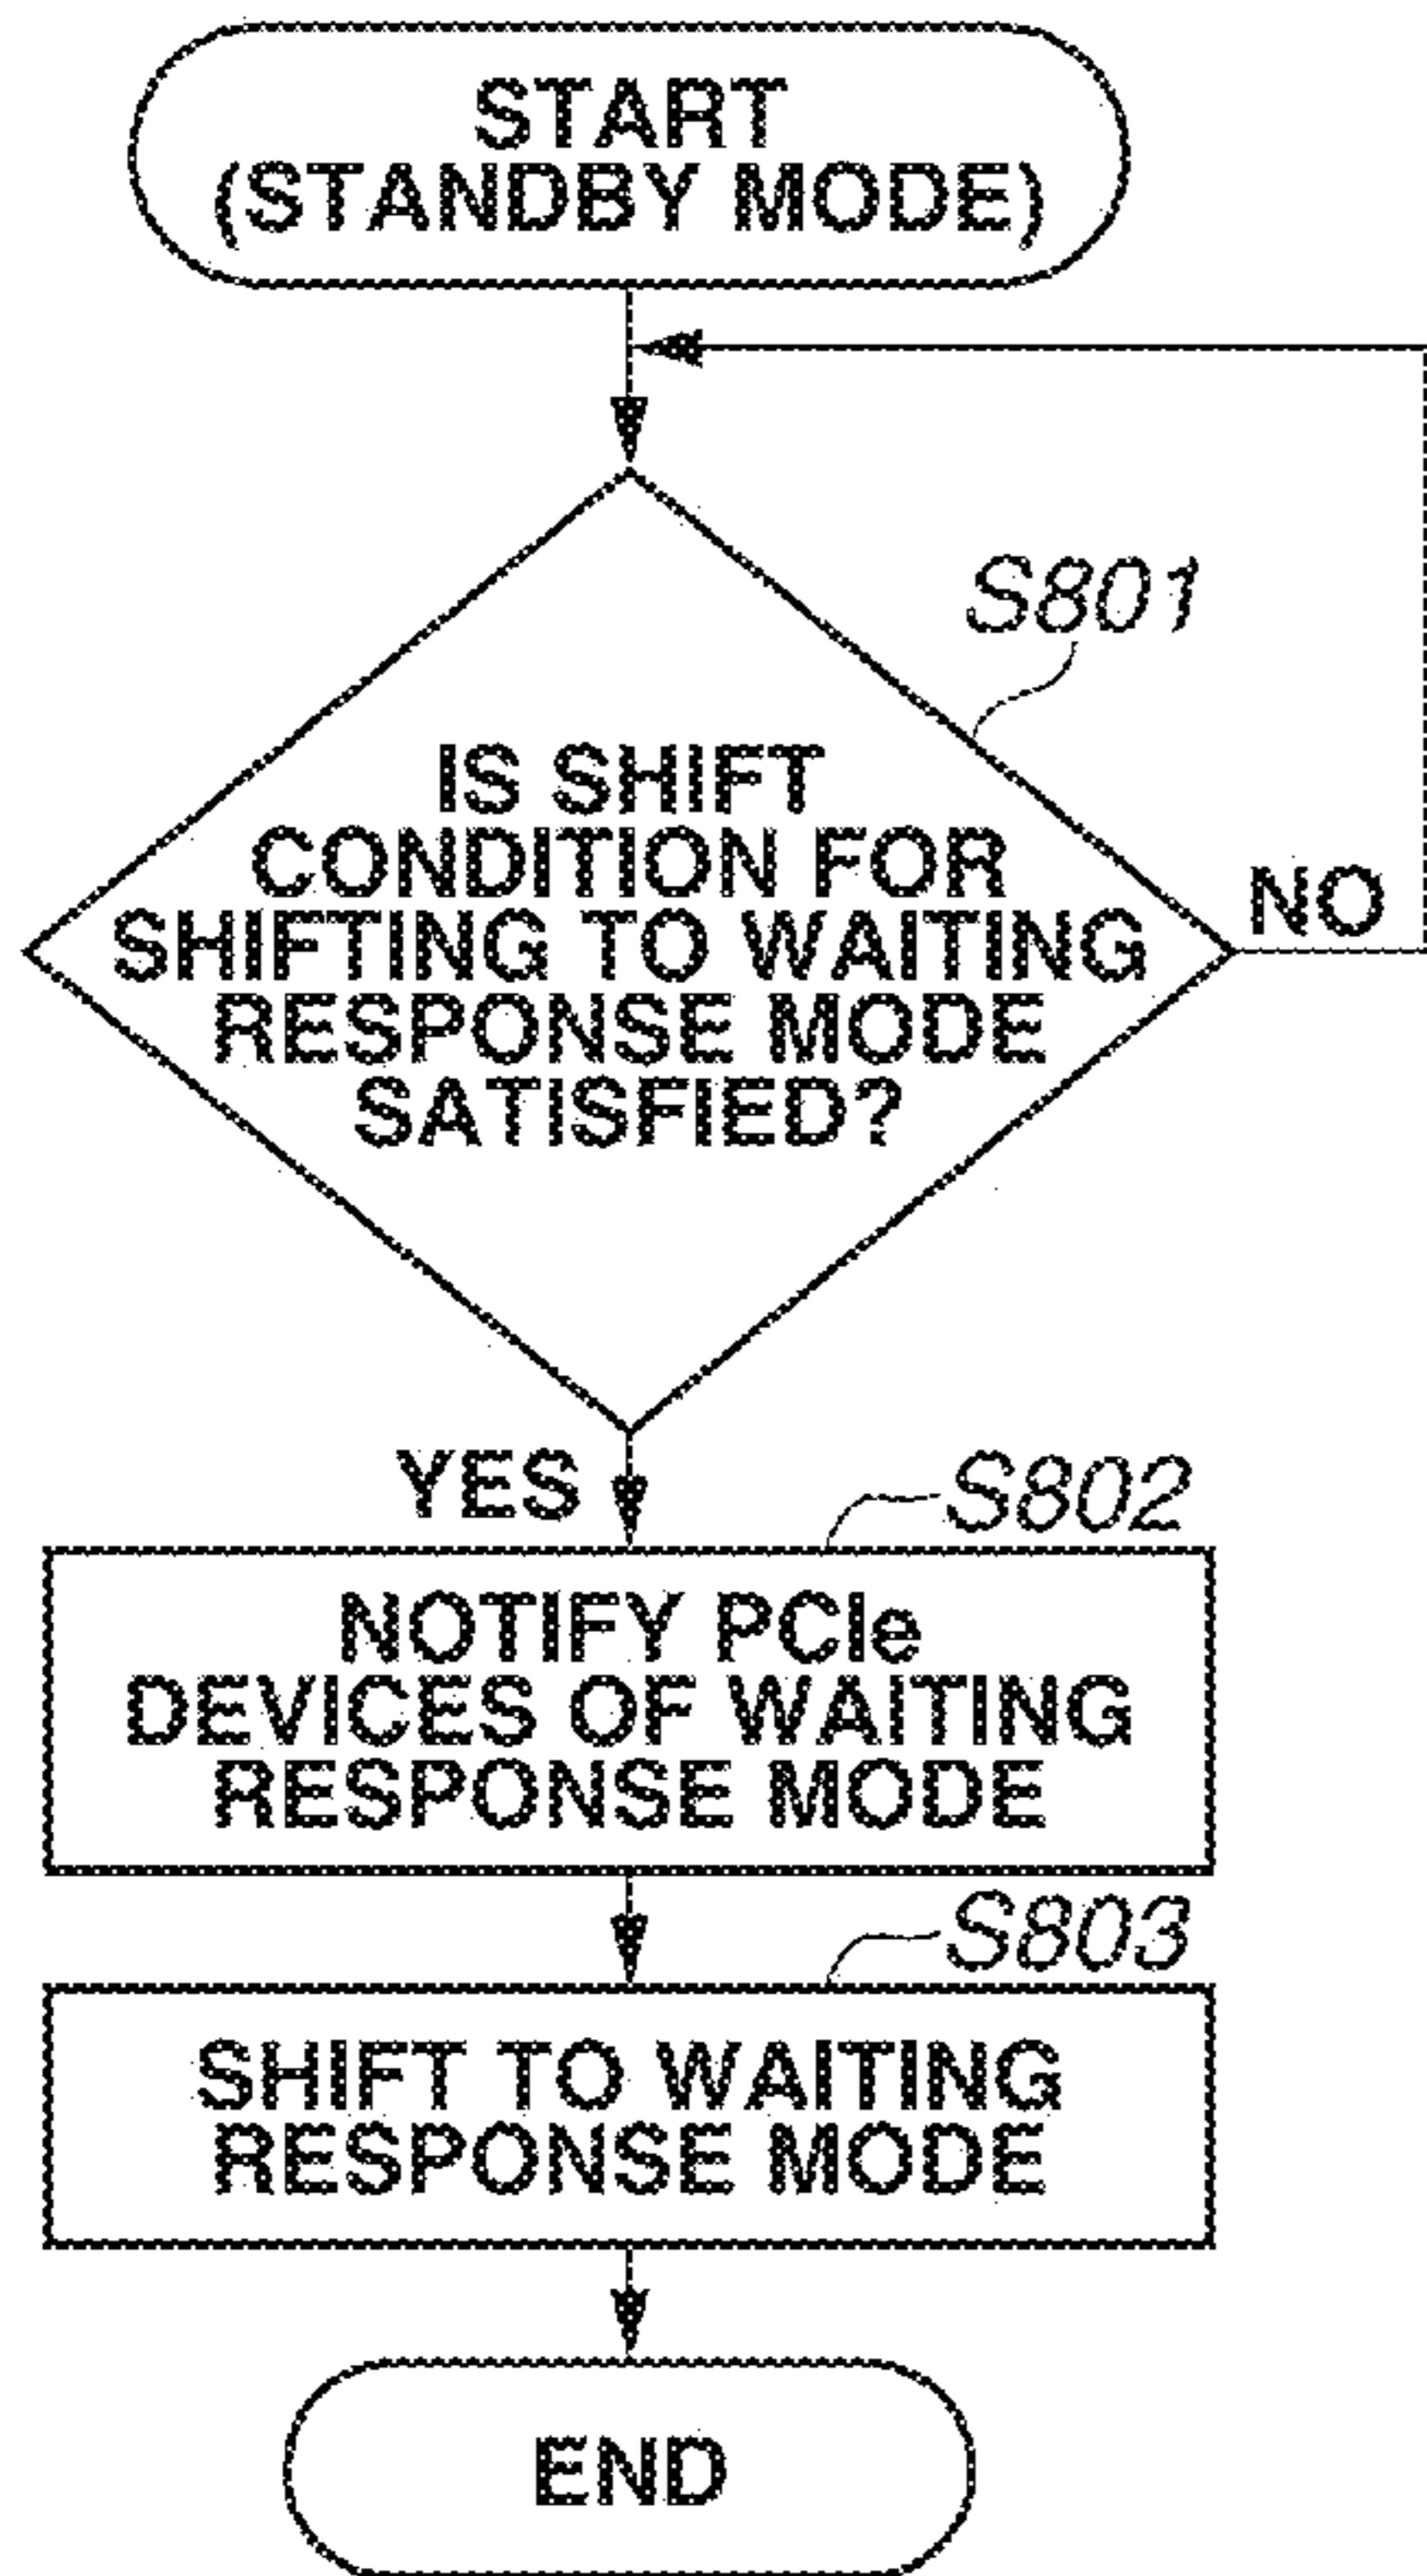 START
(STANDBY MODE)
S801
IS SHIFT
CONDITION FOR
SHIFTING TO WAITING
RESPONSE MODE
SATISFIED?
NO
YES
S802
NOTIFY PCIe
DEVICES OF WAITING
RESPONSE MODE
S803
SHIFT TO WAITING
RESPONSE MODE
END